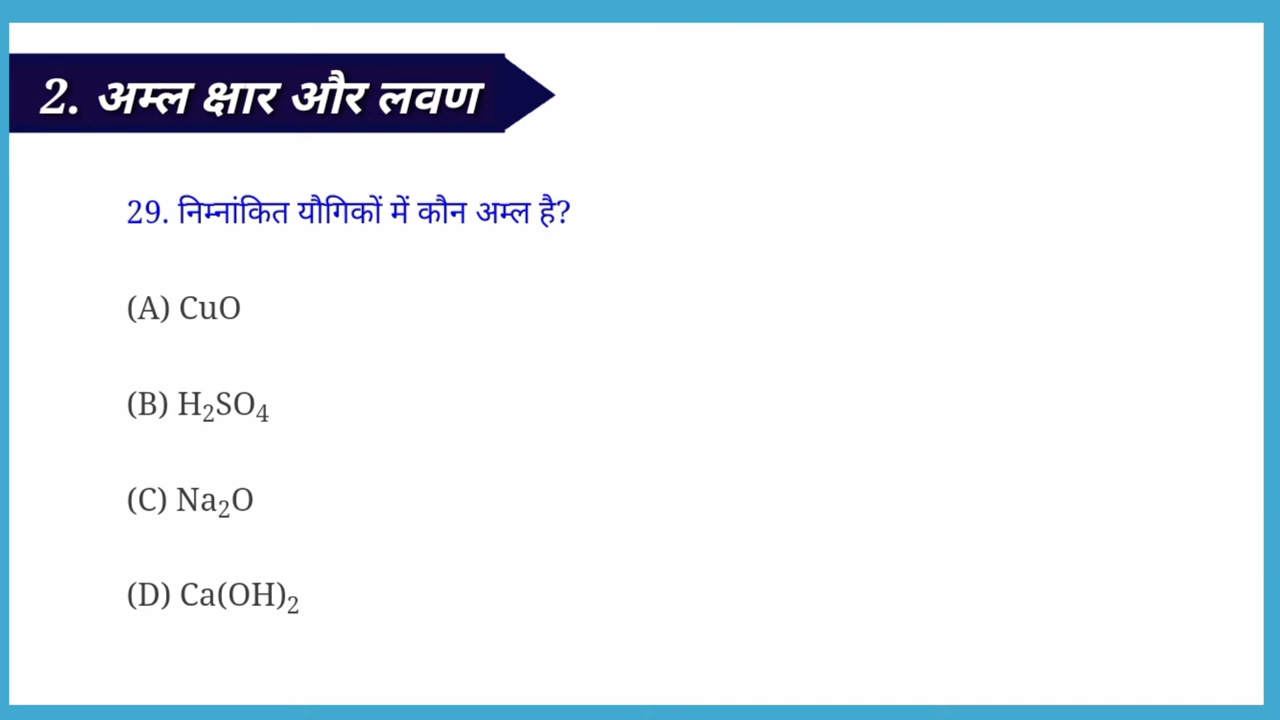 2. अम्ल क्षार और लवण
29. निम्नांकित यौगिकों में कौन अम्ल है?
(A) CuO
(B) H₂SO₄
(C) Na₂O
(D) Ca(OH)₂